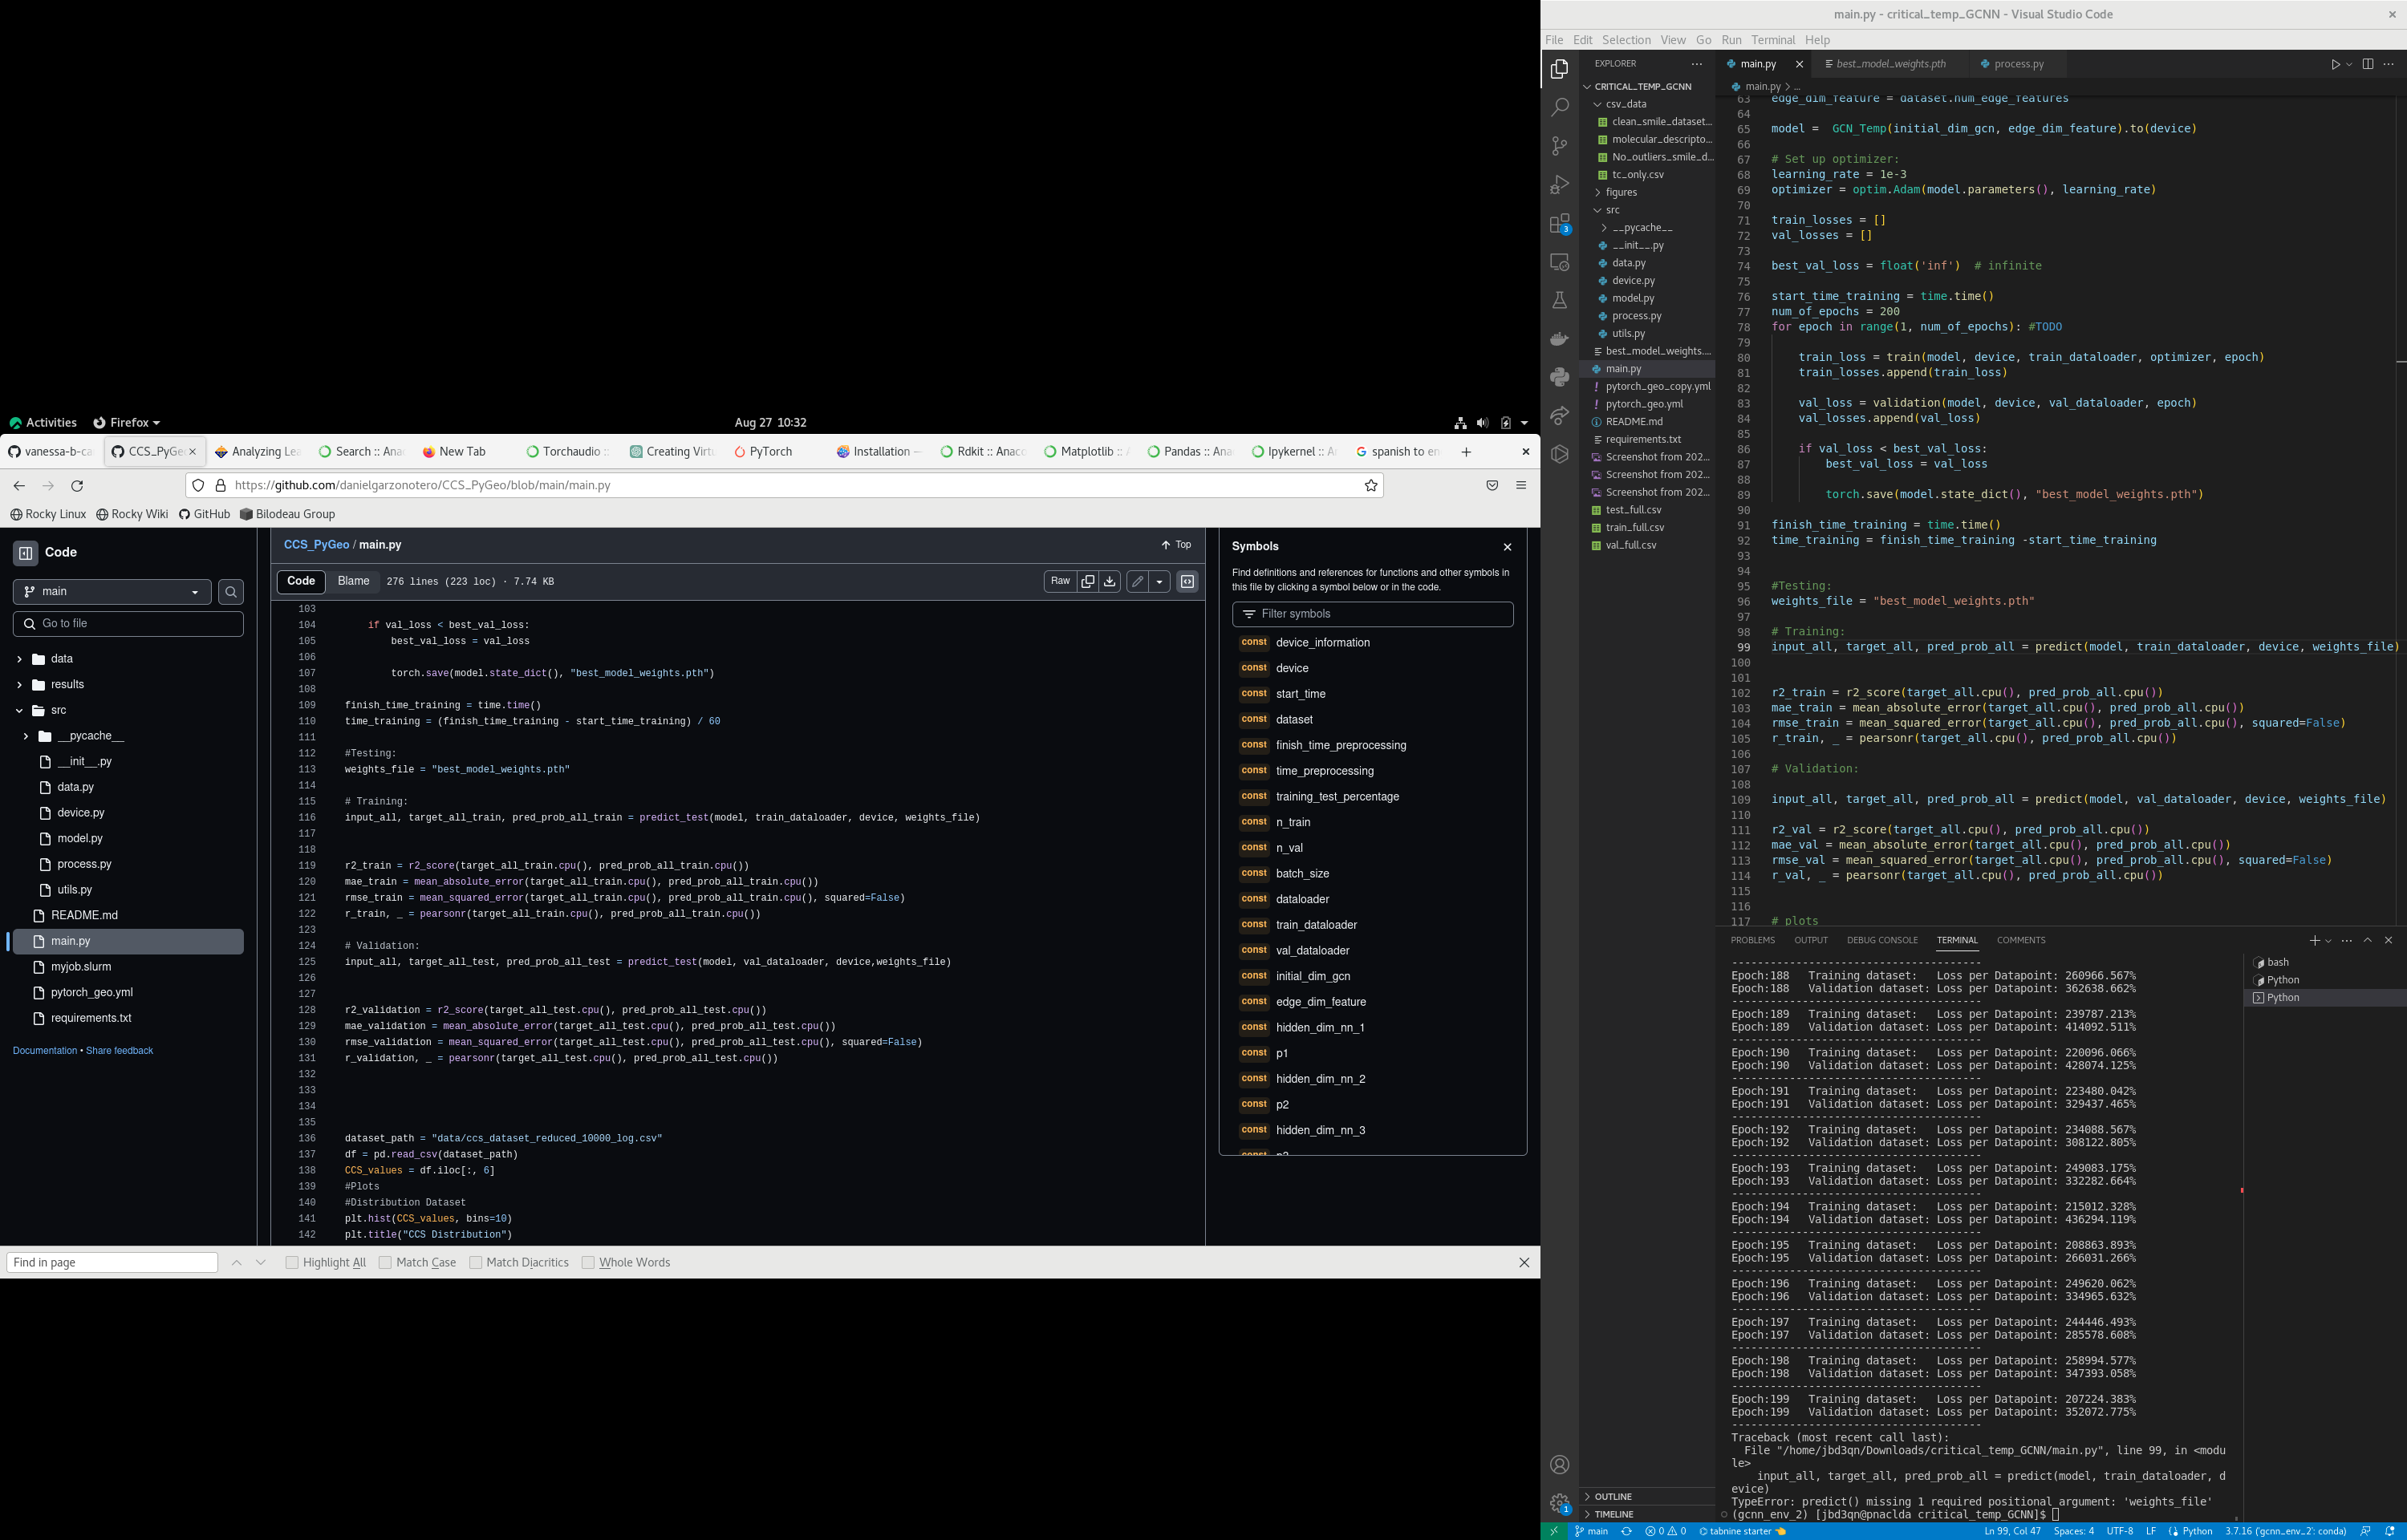 Activities
Firefox
Aug 27 10:32
vanessa-b-ca
CCS_PyGe
Analyzing Lea
Search :: Ana
New Tab
Torchaudio ::
Creating Virtu
PyTorch
Installation —
Rdkit :: Anaco
Matplotlib :: A
Pandas :: Ana
Ipykernel :: A
spanish to en
https://github.com/danielgarzonotero/CCS_PyGeo/blob/main/main.py
Rocky Linux
Rocky Wiki
GitHub
Bilodeau Group
Code
main
Go to file
data
results
src
__pycache__
__init__.py
data.py
device.py
model.py
process.py
utils.py
README.md
main.py
myjob.slurm
pytorch_geo.yml
requirements.txt
Documentation • Share feedback
CCS_PyGeo / main.py
Top
Code
Blame
276 lines (223 loc) · 7.74 KB
Raw
103
104 if val_loss < best_val_loss:
105 best_val_loss = val_loss
106
107 torch.save(model.state_dict(), "best_model_weights.pth")
108
109 finish_time_training = time.time()
110 time_training = (finish_time_training - start_time_training) / 60
111
112 #Testing:
113 weights_file = "best_model_weights.pth"
114
115 # Training:
116 input_all, target_all_train, pred_prob_all_train = predict_test(model, train_dataloader, device, weights_file)
117
118
119 r2_train = r2_score(target_all_train.cpu(), pred_prob_all_train.cpu())
120 mae_train = mean_absolute_error(target_all_train.cpu(), pred_prob_all_train.cpu())
121 rmse_train = mean_squared_error(target_all_train.cpu(), pred_prob_all_train.cpu(), squared=False)
122 r_train, _ = pearsonr(target_all_train.cpu(), pred_prob_all_train.cpu())
123
124 # Validation:
125 input_all, target_all_test, pred_prob_all_test = predict_test(model, val_dataloader, device,weights_file)
126
127
128 r2_validation = r2_score(target_all_test.cpu(), pred_prob_all_test.cpu())
129 mae_validation = mean_absolute_error(target_all_test.cpu(), pred_prob_all_test.cpu())
130 rmse_validation = mean_squared_error(target_all_test.cpu(), pred_prob_all_test.cpu(), squared=False)
131 r_validation, _ = pearsonr(target_all_test.cpu(), pred_prob_all_test.cpu())
132
133
134
135
136 dataset_path = "data/ccs_dataset_reduced_10000_log.csv"
137 df = pd.read_csv(dataset_path)
138 CCS_values = df.iloc[:, 6]
139 #Plots
140 #Distribution Dataset
141 plt.hist(CCS_values, bins=10)
142 plt.title("CCS Distribution")
Symbols
Find definitions and references for functions and other symbols in
this file by clicking a symbol below or in the code.
Filter symbols
const device_information
const device
const start_time
const dataset
const finish_time_preprocessing
const time_preprocessing
const training_test_percentage
const n_train
const n_val
const batch_size
const dataloader
const train_dataloader
const val_dataloader
const initial_dim_gcn
const edge_dim_feature
const hidden_dim_nn_1
const p1
const hidden_dim_nn_2
const p2
const hidden_dim_nn_3
Find in page
Highlight All
Match Case
Match Diacritics
Whole Words
main.py - critical_temp_GCNN - Visual Studio Code
File Edit Selection View Go Run Terminal Help
EXPLORER
CRITICAL_TEMP_GCNN
csv_data
clean_smile_dataset...
molecular_descripto...
No_outliers_smile_d...
tc_only.csv
figures
src
__pycache__
__init__.py
data.py
device.py
model.py
process.py
utils.py
best_model_weights....
main.py
pytorch_geo_copy.yml
pytorch_geo.yml
README.md
requirements.txt
Screenshot from 202...
Screenshot from 202...
Screenshot from 202...
test_full.csv
train_full.csv
val_full.csv
OUTLINE
TIMELINE
main.py
best_model_weights.pth
process.py
main.py > ...
63 edge_dim_feature = dataset.num_edge_features
64
65 model =  GCN_Temp(initial_dim_gcn, edge_dim_feature).to(device)
66
67 # Set up optimizer:
68 learning_rate = 1e-3
69 optimizer = optim.Adam(model.parameters(), learning_rate)
70
71 train_losses = []
72 val_losses = []
73
74 best_val_loss = float('inf')  # infinite
75
76 start_time_training = time.time()
77 num_of_epochs = 200
78 for epoch in range(1, num_of_epochs): #TODO
79
80 train_loss = train(model, device, train_dataloader, optimizer, epoch)
81 train_losses.append(train_loss)
82
83 val_loss = validation(model, device, val_dataloader, epoch)
84 val_losses.append(val_loss)
85
86 if val_loss < best_val_loss:
87 best_val_loss = val_loss
88
89 torch.save(model.state_dict(), "best_model_weights.pth")
90
91 finish_time_training = time.time()
92 time_training = finish_time_training -start_time_training
93
94
95 #Testing:
96 weights_file = "best_model_weights.pth"
97
98 # Training:
99 input_all, target_all, pred_prob_all = predict(model, train_dataloader, device, weights_file)
100
101
102 r2_train = r2_score(target_all.cpu(), pred_prob_all.cpu())
103 mae_train = mean_absolute_error(target_all.cpu(), pred_prob_all.cpu())
104 rmse_train = mean_squared_error(target_all.cpu(), pred_prob_all.cpu(), squared=False)
105 r_train, _ = pearsonr(target_all.cpu(), pred_prob_all.cpu())
106
107 # Validation:
108
109 input_all, target_all, pred_prob_all = predict(model, val_dataloader, device, weights_file)
110
111 r2_val = r2_score(target_all.cpu(), pred_prob_all.cpu())
112 mae_val = mean_absolute_error(target_all.cpu(), pred_prob_all.cpu())
113 rmse_val = mean_squared_error(target_all.cpu(), pred_prob_all.cpu(), squared=False)
114 r_val, _ = pearsonr(target_all.cpu(), pred_prob_all.cpu())
115
116
117 # plots
PROBLEMS OUTPUT DEBUG CONSOLE TERMINAL COMMENTS
bash
Python
Python
---------------------------------------
Epoch:188   Training dataset:   Loss per Datapoint: 260966.567%
Epoch:188   Validation dataset: Loss per Datapoint: 362638.662%
---------------------------------------
Epoch:189   Training dataset:   Loss per Datapoint: 239787.213%
Epoch:189   Validation dataset: Loss per Datapoint: 414092.511%
---------------------------------------
Epoch:190   Training dataset:   Loss per Datapoint: 220096.066%
Epoch:190   Validation dataset: Loss per Datapoint: 428074.125%
---------------------------------------
Epoch:191   Training dataset:   Loss per Datapoint: 223480.042%
Epoch:191   Validation dataset: Loss per Datapoint: 329437.465%
---------------------------------------
Epoch:192   Training dataset:   Loss per Datapoint: 234088.567%
Epoch:192   Validation dataset: Loss per Datapoint: 308122.805%
---------------------------------------
Epoch:193   Training dataset:   Loss per Datapoint: 249083.175%
Epoch:193   Validation dataset: Loss per Datapoint: 332282.664%
---------------------------------------
Epoch:194   Training dataset:   Loss per Datapoint: 215012.328%
Epoch:194   Validation dataset: Loss per Datapoint: 436294.119%
---------------------------------------
Epoch:195   Training dataset:   Loss per Datapoint: 208863.893%
Epoch:195   Validation dataset: Loss per Datapoint: 266031.266%
---------------------------------------
Epoch:196   Training dataset:   Loss per Datapoint: 249620.062%
Epoch:196   Validation dataset: Loss per Datapoint: 334965.632%
---------------------------------------
Epoch:197   Training dataset:   Loss per Datapoint: 244446.493%
Epoch:197   Validation dataset: Loss per Datapoint: 285578.608%
---------------------------------------
Epoch:198   Training dataset:   Loss per Datapoint: 258994.577%
Epoch:198   Validation dataset: Loss per Datapoint: 347393.058%
---------------------------------------
Epoch:199   Training dataset:   Loss per Datapoint: 207224.383%
Epoch:199   Validation dataset: Loss per Datapoint: 352072.775%
---------------------------------------
Traceback (most recent call last):
File "/home/jbd3qn/Downloads/critical_temp_GCNN/main.py", line 99, in <modu
le>
input_all, target_all, pred_prob_all = predict(model, train_dataloader, d
evice)
TypeError: predict() missing 1 required positional argument: 'weights_file'
(gcnn_env_2) [jbd3qn@pnaclda critical_temp_GCNN]$
main
0 0
tabnine starter
Ln 99, Col 47
Spaces: 4
UTF-8
LF
Python
3.7.16 ('gcnn_env_2': conda)